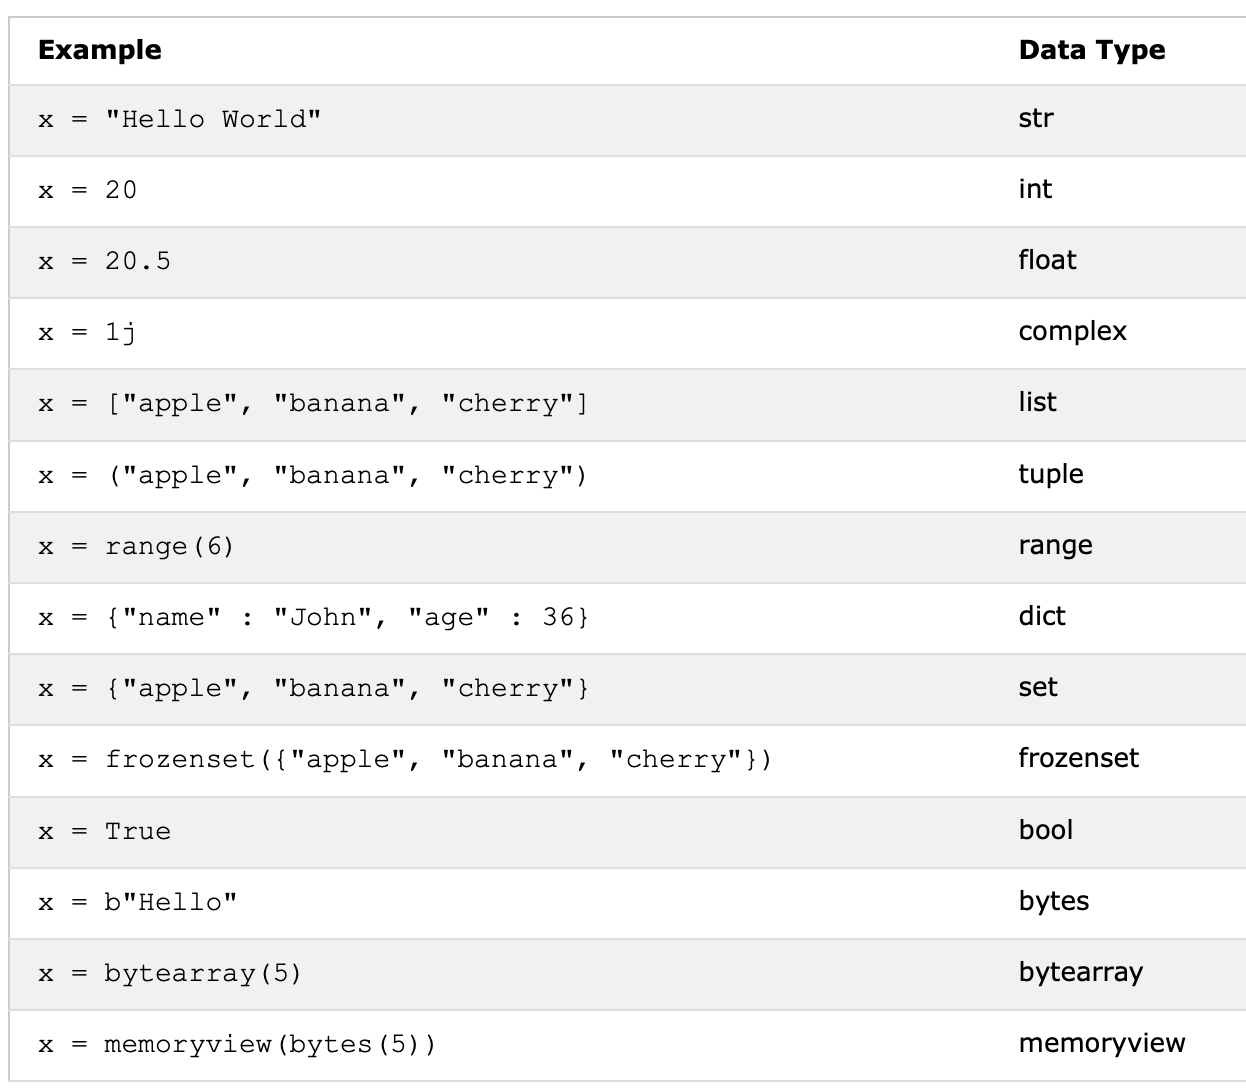 Example Data Type
x = "Hello World" str
x = 20 int
x = 20.5 float
x = 1j complex
x = ["apple", "banana", "cherry"] list
x = ("apple", "banana", "cherry") tuple
x = range(6) range
x = {"name" : "John", "age" : 36} dict
x = {"apple", "banana", "cherry"} set
x = frozenset({"apple", "banana", "cherry"}) frozenset
x = True bool
x = b"Hello" bytes
x = bytearray(5) bytearray
x = memoryview(bytes(5)) memoryview